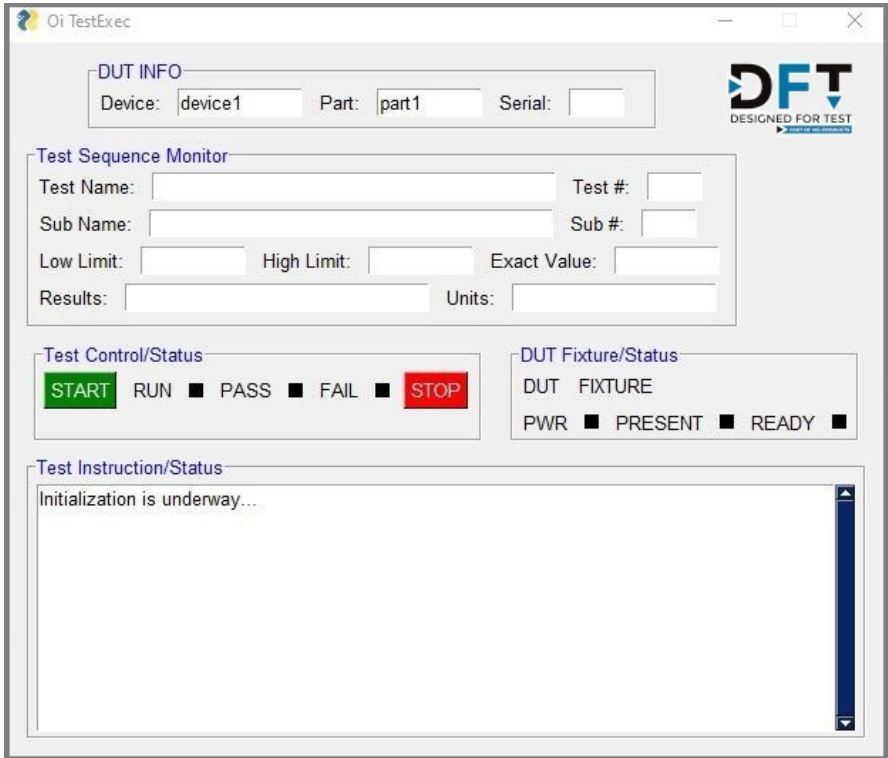 Oi TestExec
DUT INFO
Device: device1 Part: part1 Serial:
DFT
DESIGNED FOR TEST
Test Sequence Monitor
Test Name: Test #:
Sub Name: Sub #:
Low Limit: High Limit: Exact Value:
Results: Units:
Test Control/Status
START RUN PASS FAIL STOP
DUT Fixture/Status
DUT FIXTURE
PWR PRESENT READY
Test Instruction/Status
Initialization is underway...